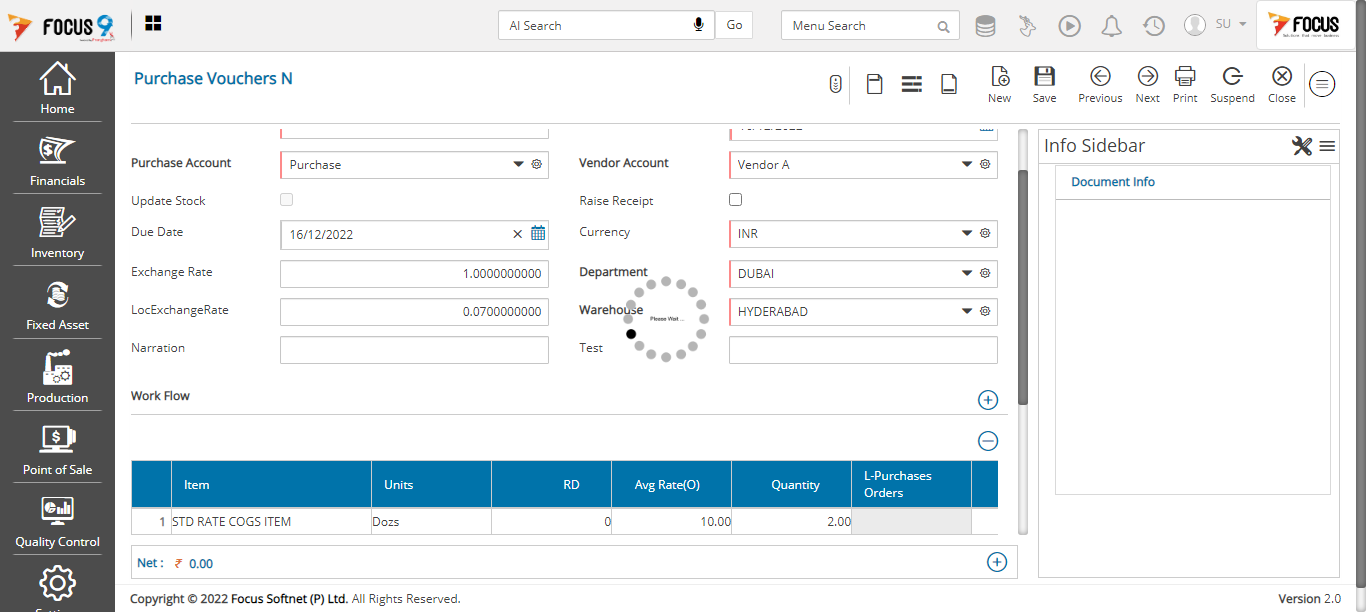 FOCUS 9
AI Search
Go
Menu Search
SU
FOCUS
Home
Financials
Inventory
Fixed Asset
Production
Point of Sale
Quality Control
Purchase Vouchers N
New
Save
Previous
Next
Print
Suspend
Close
Purchase Account
Purchase
Vendor Account
Vendor A
Update Stock
Raise Receipt
Due Date
16/12/2022
Currency
INR
Exchange Rate
1.0000000000
Department
DUBAI
LocExchangeRate
0.0700000000
Warehouse
HYDERABAD
Please Wait ...
Narration
Test
Work Flow
Item
Units
RD
Avg Rate(O)
Quantity
L-Purchases
Orders
1
STD RATE COGS ITEM
Dozs
0
10.00
2.00
Net : ₹ 0.00
Info Sidebar
Document Info
Copyright © 2022 Focus Softnet (P) Ltd. All Rights Reserved.
Version 2.0